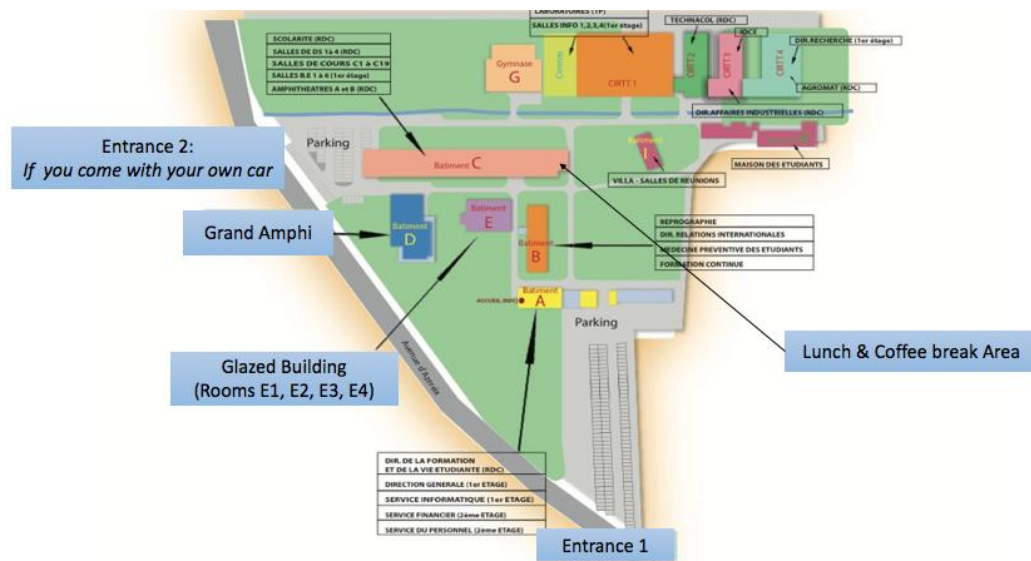 LABORATOIRES (TP)
SALLES INFO 1,2,3,4(1er étage)
TECHNACOL (RDC)
IDCE
DIR.RECHERCHE (1er étage)
SCOLARITE (RDC)
SALLES DE DS 1à 4 (RDC)
SALLES DE COURS C1 à C19
SALLES B.E 1 à 6 (1er étage)
AMPHITHEATRES A et B (RDC)
Gymnase
G
Centres
CIRTT 1
CIRTT 2
CIRTT 3
CIRTT 4
AGROMAT (RDC)
DIR.AFFAIRES INDUSTRIELLES (RDC)
Entrance 2:
If you come with your own car
Parking
Batiment C
Batiment
I
MAISON DES ETUDIANTS
VILLA - SALLES DE REUNIONS
Grand Amphi
Batiment
D
Batiment
E
Batiment
B
REPROGRAPHIE
DIR. RELATIONS INTERNATIONALES
MEDECINE PREVENTIVE DES ETUDIANTS
FORMATION CONTINUE
Batiment
A
ACCUEIL (RDC)
Parking
Lunch & Coffee break Area
Glazed Building
(Rooms E1, E2, E3, E4)
Avenue d'Azereix
DIR. DE LA FORMATION
ET DE LA VIE ETUDIANTE (RDC)
DIRECTION GENERALE (1er ETAGE)
SERVICE INFORMATIQUE (1er ETAGE)
SERVICE FINANCIER (2ème ETAGE)
SERVICE DU PERSONNEL (2ème ETAGE)
Entrance 1